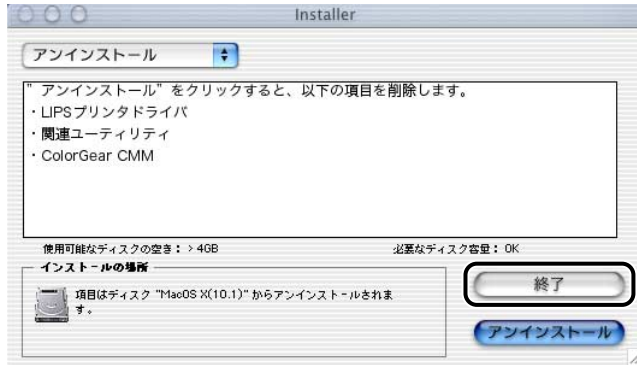 Installer
アンインストール
"アンインストール"をクリックすると、以下の項目を削除します。
・LIPSプリンタドライバ
・関連ユーティリティ
・ColorGear CMM
使用可能なディスクの空き：>4GB
必要なディスク容量：0K
インストールの場所
項目はディスク "MacOS X(10.1)"からアンインストールされま
す。
終了
アンインストール